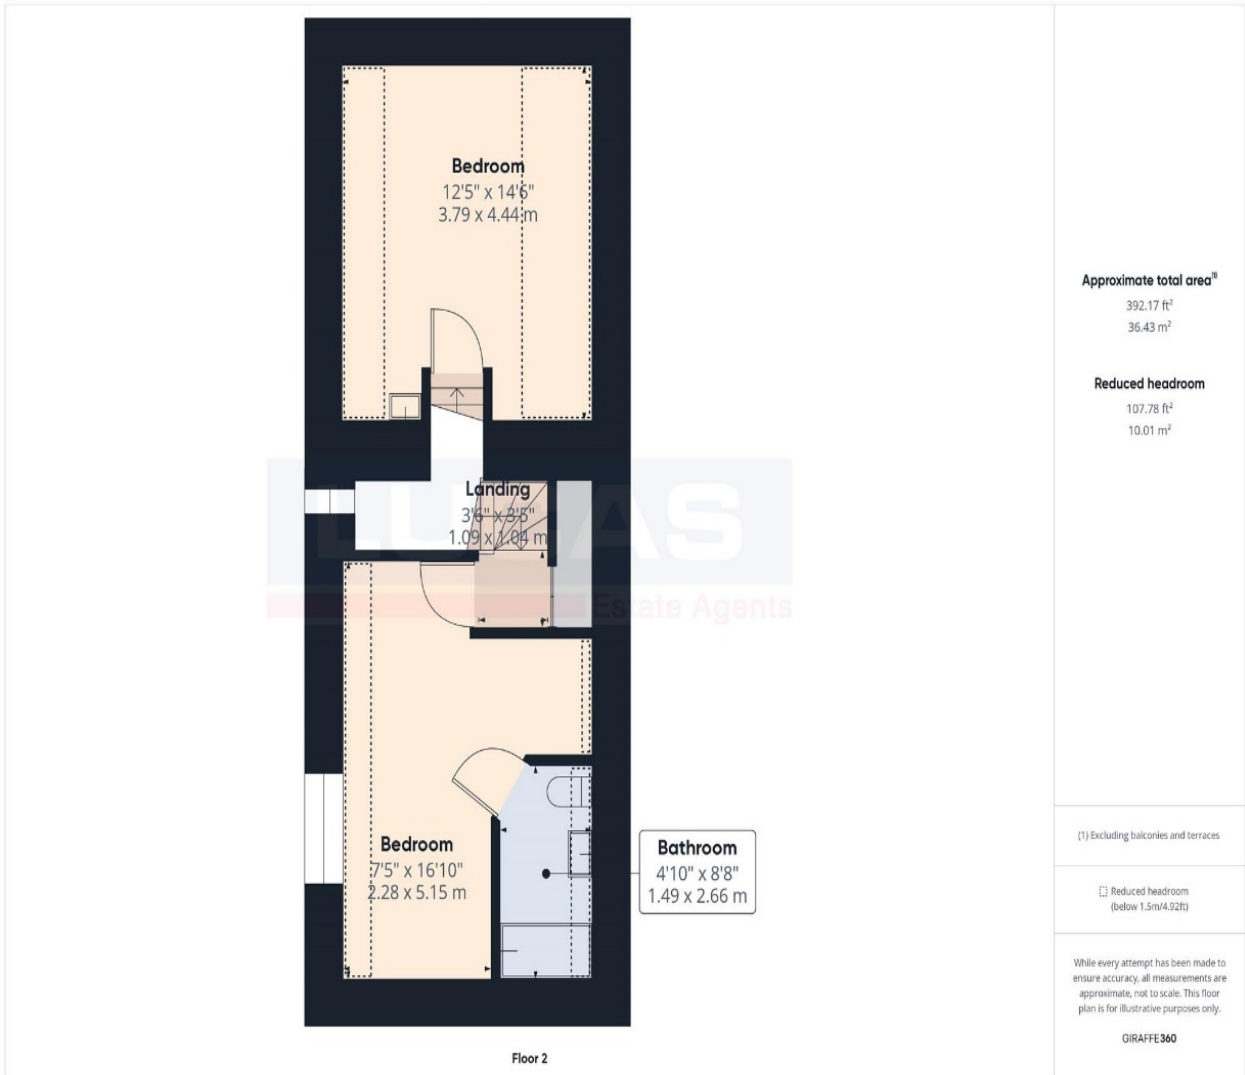 Bedroom
12'5" x 14'6"
3.79 x 4.44 m
Landing
3'6" x 3'5"
1.09 x 1.04 m
LUCAS
Estate Agents
Bedroom
7'5" x 16'10"
2.28 x 5.15 m
Bathroom
4'10" x 8'8"
1.49 x 2.66 m
Floor 2
Approximate total area(1)
392.17 ft²
36.43 m²
Reduced headroom
107.78 ft²
10.01 m²
(1) Excluding balconies and terraces
Reduced headroom
(below 1.5m/4.92ft)
While every attempt has been made to
ensure accuracy, all measurements are
approximate, not to scale. This floor
plan is for illustrative purposes only.
GIRAFFE360